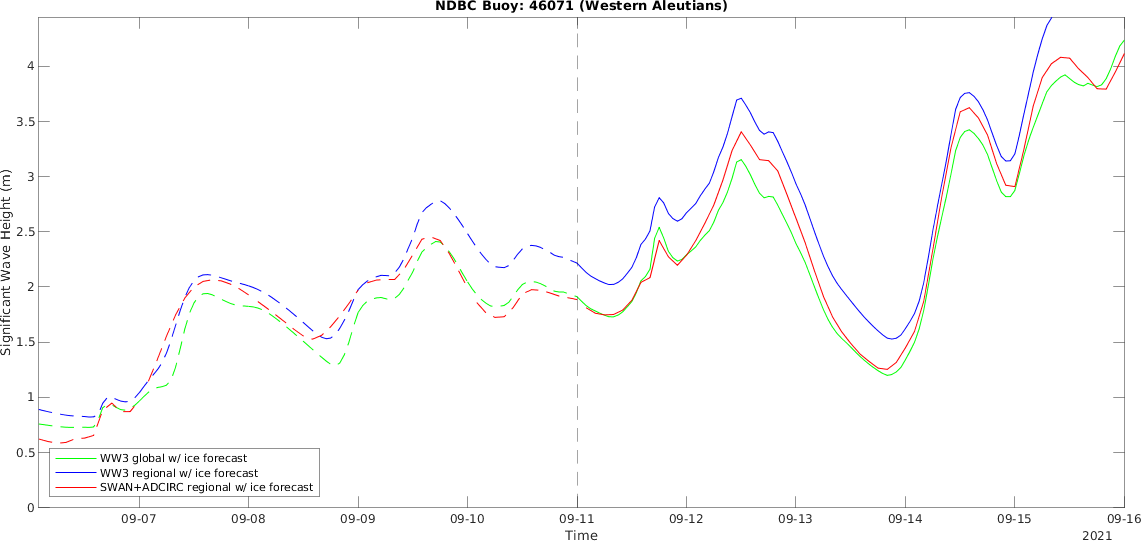 NDBC Buoy: 46071 (Western Aleutians)
Significant Wave Height (m)
4
3.5
3
2.5
2
1.5
1
0.5
0
WW3 global w/ ice forecast
WW3 regional w/ ice forecast
SWAN+ADCIRC regional w/ ice forecast
09-07 09-08 09-09 09-10 09-11 09-12 09-13 09-14 09-15 09-16
Time
2021